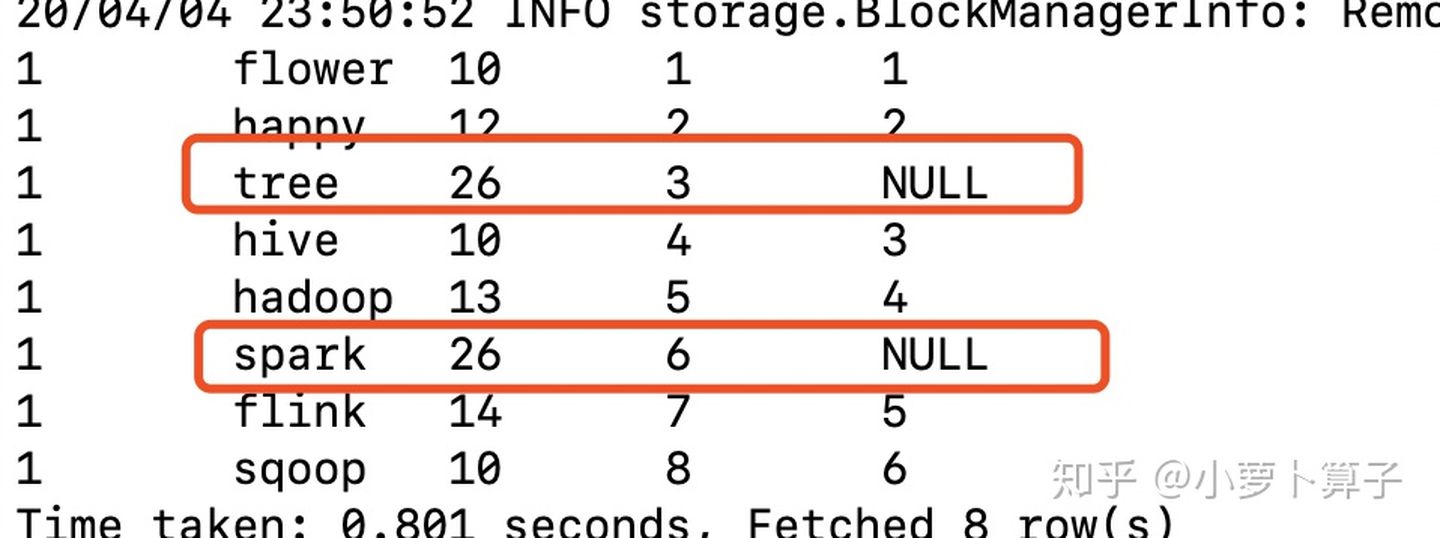 20/04/04 23:50:52 INFO storage.BlockManagerInfo: Remo
1 flower 10 1 1
1 happy 12 2 2
1 tree 26 3 NULL
1 hive 10 4 3
1 hadoop 13 5 4
1 spark 26 6 NULL
1 flink 14 7 5
1 sqoop 10 8 6
知乎 @小萝卜算子
Time taken: 0.801 seconds, Fetched 8 row(s)